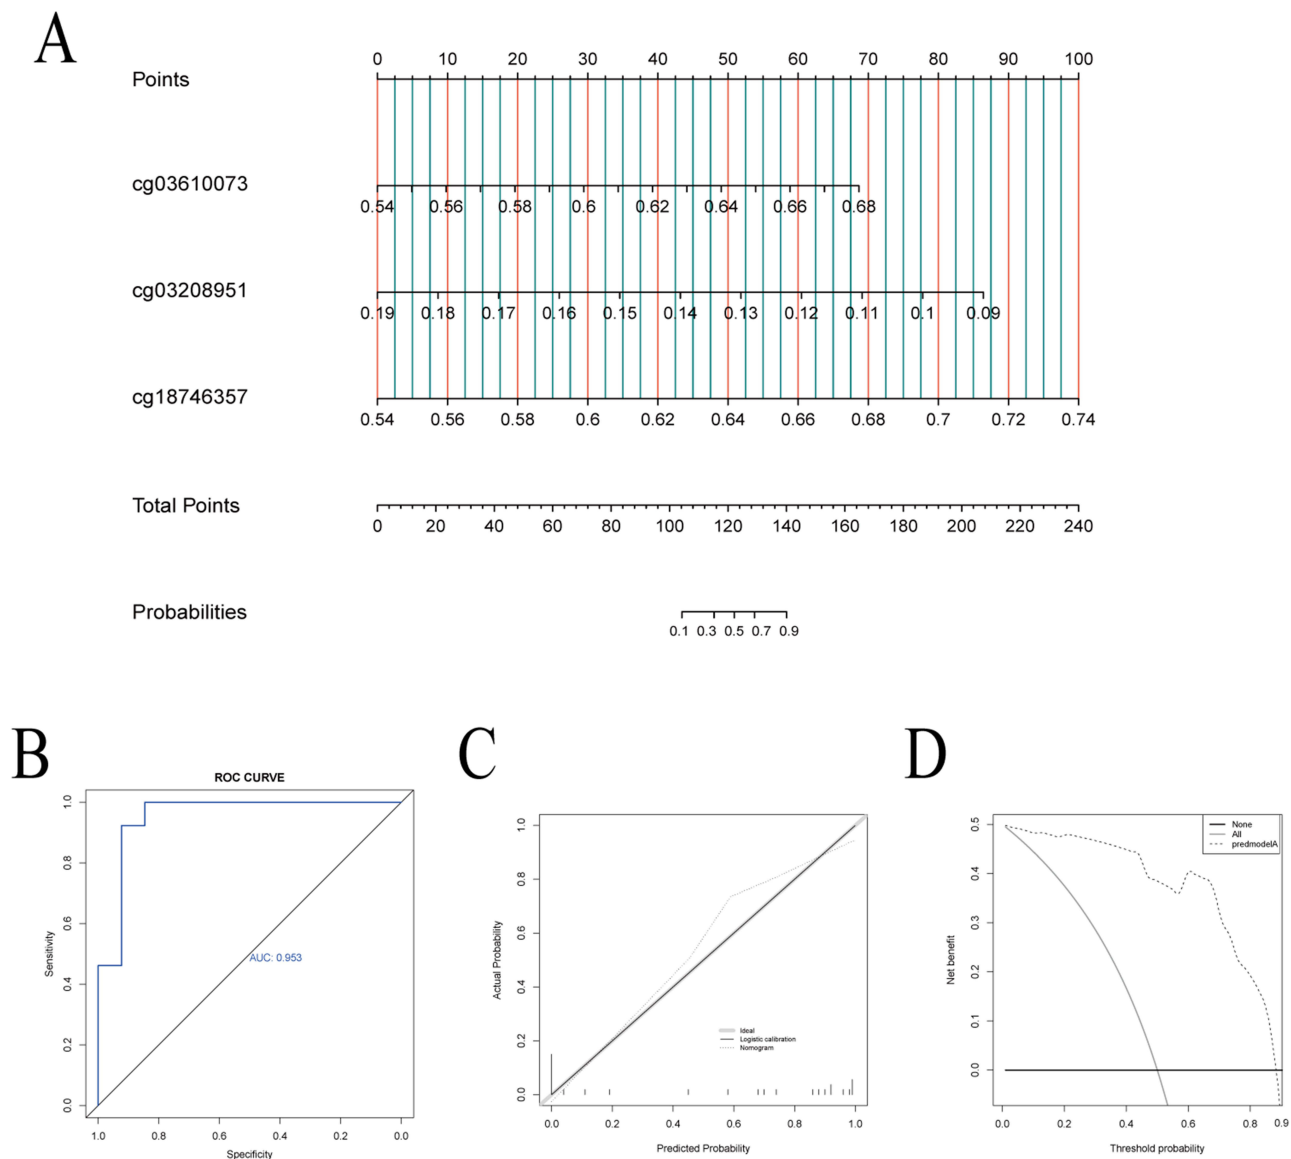 A
0 10 20 30 40 50 60 70 80 90 100
Points
cg03610073
0.54 0.56 0.58 0.6 0.62 0.64 0.66 0.68
cg03208951
0.19 0.18 0.17 0.16 0.15 0.14 0.13 0.12 0.11 0.1 0.09
cg18746357
0.54 0.56 0.58 0.6 0.62 0.64 0.66 0.68 0.7 0.72 0.74
Total Points
0 20 40 60 80 100 120 140 160 180 200 220 240
Probabilities
0.1 0.3 0.5 0.7 0.9
B
ROC CURVE
Sensitivity
1.0
0.8
0.6
0.4
0.2
0.0
AUC: 0.953
1.0 0.8 0.6 0.4 0.2 0.0
Specificity
C
Actual Probability
1.0
0.8
0.6
0.4
0.2
0.0
Ideal
Logistic calibration
Nomogram
0.0 0.2 0.4 0.6 0.8 1.0
Predicted Probability
D
Net benefit
0.5
0.4
0.3
0.2
0.1
0.0
None
All
predmodelA
0.0 0.2 0.4 0.6 0.8 0.9
Threshold probability